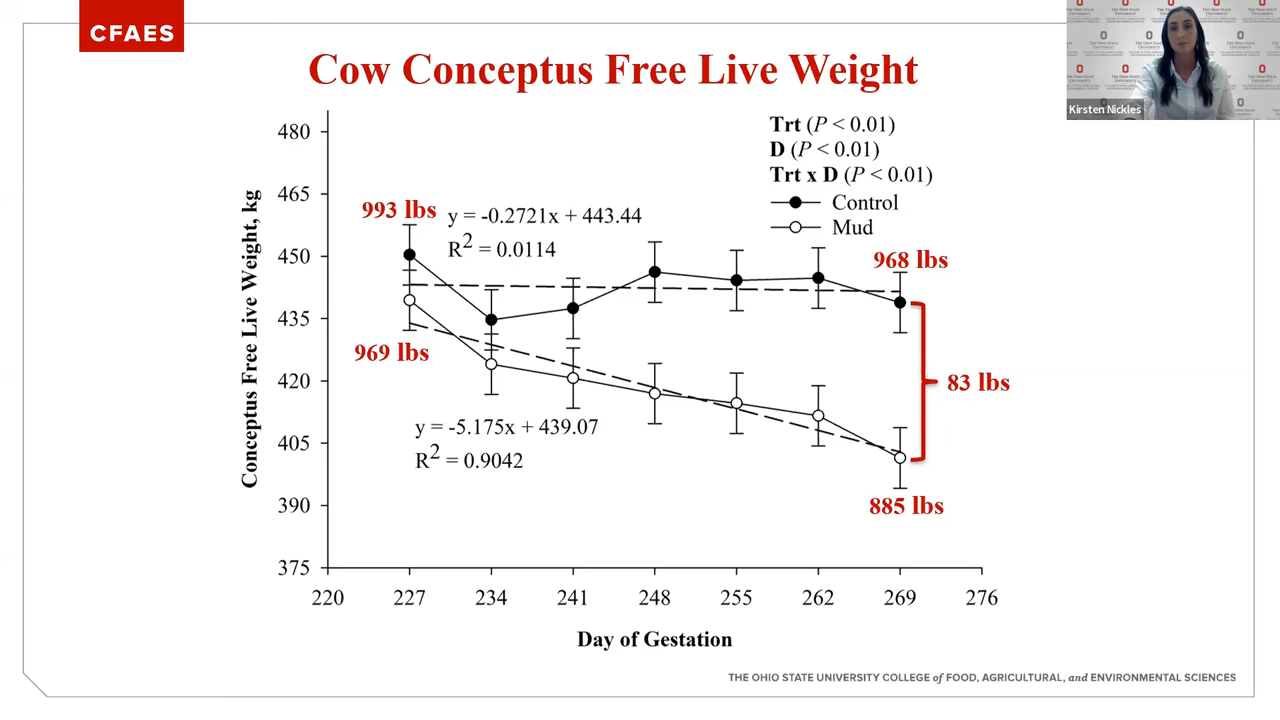 CFAES
Cow Conceptus Free Live Weight
Kirsten Nickles
Trt (P < 0.01)
D (P < 0.01)
Trt x D (P < 0.01)
Control
Mud
Conceptus Free Live Weight, kg
480
465
450
435
420
405
390
375
993 lbs
y = -0.2721x + 443.44
R2 = 0.0114
968 lbs
969 lbs
83 lbs
y = -5.175x + 439.07
R2 = 0.9042
885 lbs
220 227 234 241 248 255 262 269 276
Day of Gestation
THE OHIO STATE UNIVERSITY COLLEGE of FOOD, AGRICULTURAL, and ENVIRONMENTAL SCIENCES